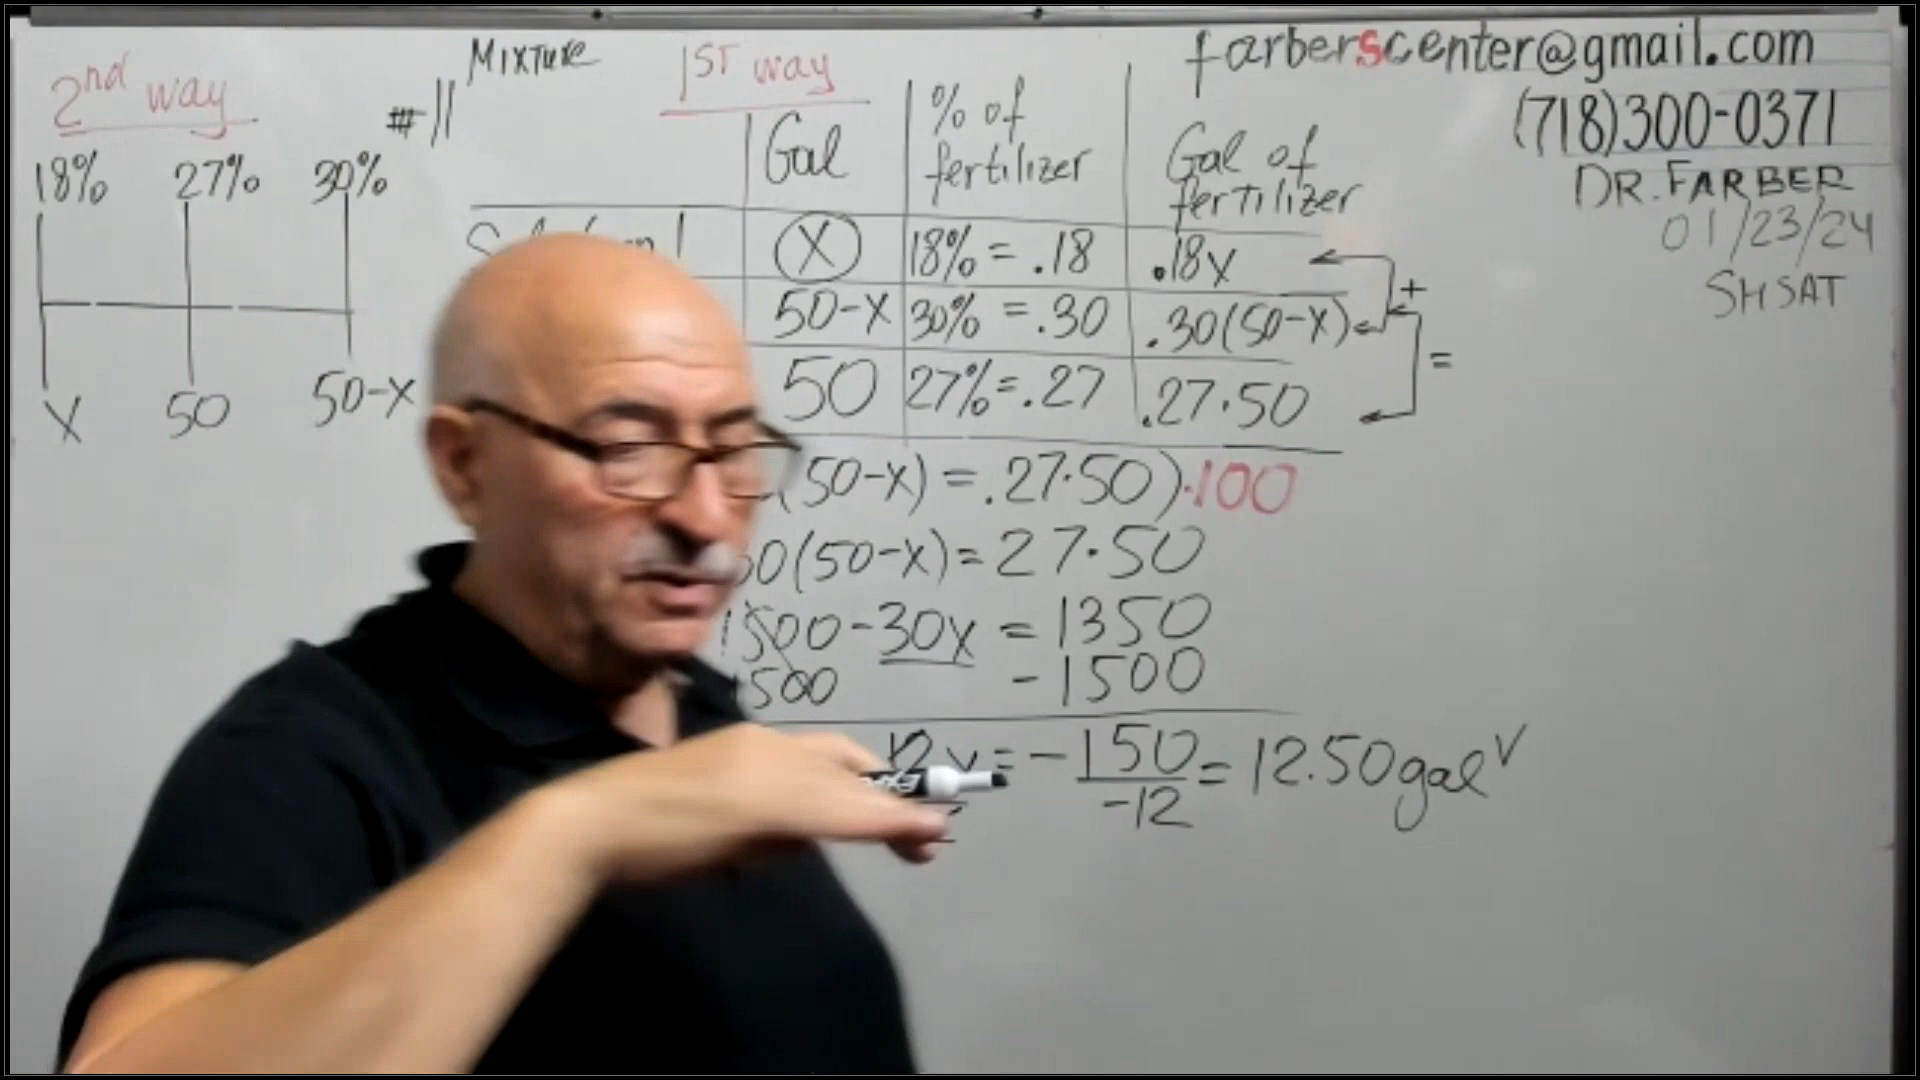 farberscenter@gmail.com
(718)300-0371
DR. FARBER
01/23/24
SHSAT
2nd way
18% 27% 30%
X 50 50-X
#11 Mixture 1ST way
Gal % of fertilizer Gal of fertilizer
X 18% = .18 .18X
50-X 30% = .30 .30(50-X)
50 27% = .27 .27·50
+
=
(50-X) = .27·50)·100
0(50-X) = 27·50
1500-30X = 1350
1500 -1500
12X = -150/-12 = 12.50 gal √